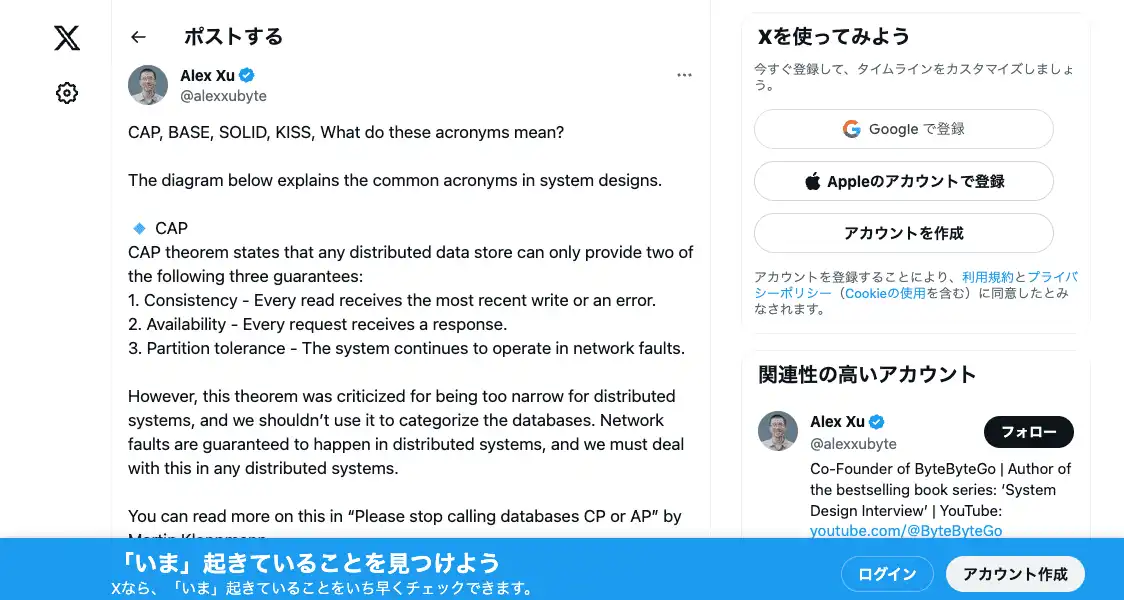 ポストする
Alex Xu
@alexxubyte
CAP, BASE, SOLID, KISS, What do these acronyms mean?
The diagram below explains the common acronyms in system designs.
CAP
CAP theorem states that any distributed data store can only provide two of
the following three guarantees:
1. Consistency - Every read receives the most recent write or an error.
2. Availability - Every request receives a response.
3. Partition tolerance - The system continues to operate in network faults.
However, this theorem was criticized for being too narrow for distributed
systems, and we shouldn’t use it to categorize the databases. Network
faults are guaranteed to happen in distributed systems, and we must deal
with this in any distributed systems.
You can read more on this in “Please stop calling databases CP or AP” by
Martin Kleppmann
Xを使ってみよう
今すぐ登録して、タイムラインをカスタマイズしましょ
う。
Google で登録
Appleのアカウントで登録
アカウントを作成
アカウントを登録することにより、利用規約とプライバ
シーポリシー（Cookieの使用を含む）に同意したとみ
なされます。
関連性の高いアカウント
Alex Xu
@alexxubyte
フォロー
Co-Founder of ByteByteGo | Author of
the bestselling book series: ‘System
Design Interview’ | YouTube:
youtube.com/@ByteByteGo
「いま」起きていることを見つけよう
Xなら、「いま」起きていることをいち早くチェックできます。
ログイン
アカウント作成